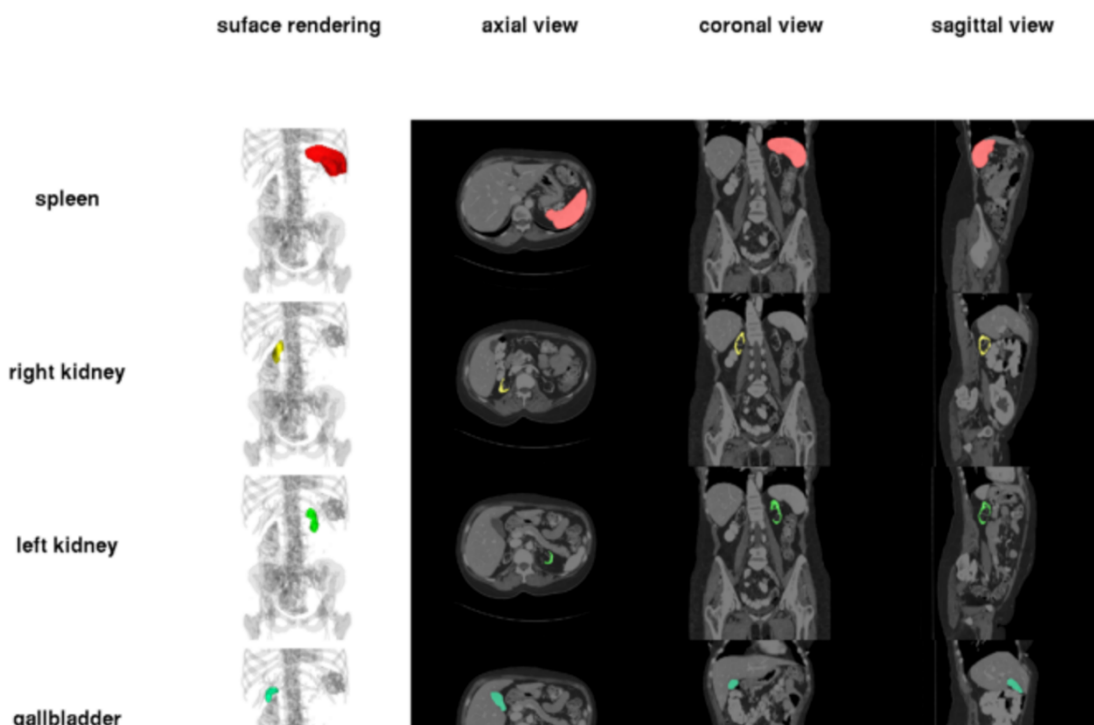 suface rendering axial view coronal view sagittal view
spleen
right kidney
left kidney
gallbladder